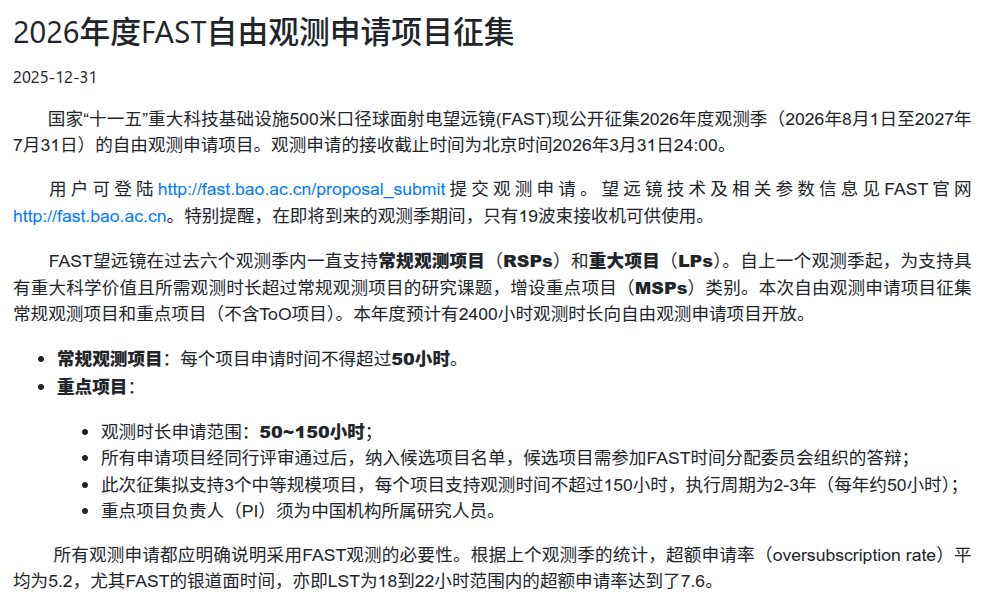 2026年度FAST自由观测申请项目征集
2025-12-31
国家“十一五”重大科技基础设施500米口径球面射电望远镜(FAST)现公开征集2026年度观测季（2026年8月1日至2027年
7月31日）的自由观测申请项目。观测申请的接收截止时间为北京时间2026年3月31日24:00。
用户可登陆http://fast.bao.ac.cn/proposal_submit提交观测申请。望远镜技术及相关参数信息见FAST官网
http://fast.bao.ac.cn。特别提醒，在即将到来的观测季期间，只有19波束接收机可供使用。
FAST望远镜在过去六个观测季内一直支持常规观测项目（RSPs）和重大项目（LPs）。自上一个观测季起，为支持具
有重大科学价值且所需观测时长超过常规观测项目的研究课题，增设重点项目（MSPs）类别。本次自由观测申请项目征集
常规观测项目和重点项目（不含ToO项目）。本年度预计有2400小时观测时长向自由观测申请项目开放。
• 常规观测项目：每个项目申请时间不得超过50小时。
• 重点项目：
• 观测时长申请范围：50~150小时；
• 所有申请项目经同行评审通过后，纳入候选项目名单，候选项目需参加FAST时间分配委员会组织的答辩；
• 此次征集拟支持3个中等规模项目，每个项目支持观测时间不超过150小时，执行周期为2-3年（每年约50小时）；
• 重点项目负责人（PI）须为中国机构所属研究人员。
所有观测申请都应明确说明采用FAST观测的必要性。根据上个观测季的统计，超额申请率（oversubscription rate）平
均为5.2，尤其FAST的银道面时间，亦即LST为18到22小时范围内的超额申请率达到了7.6。